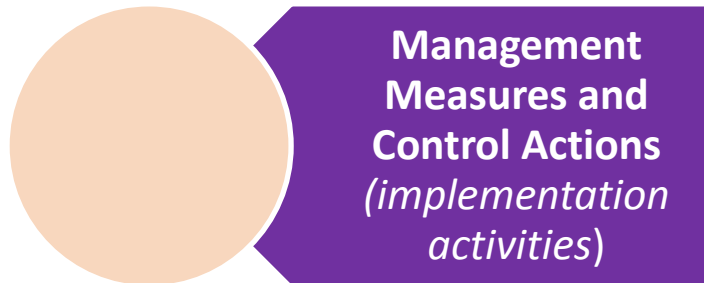 Management
Measures and
Control Actions
(implementation
activities)